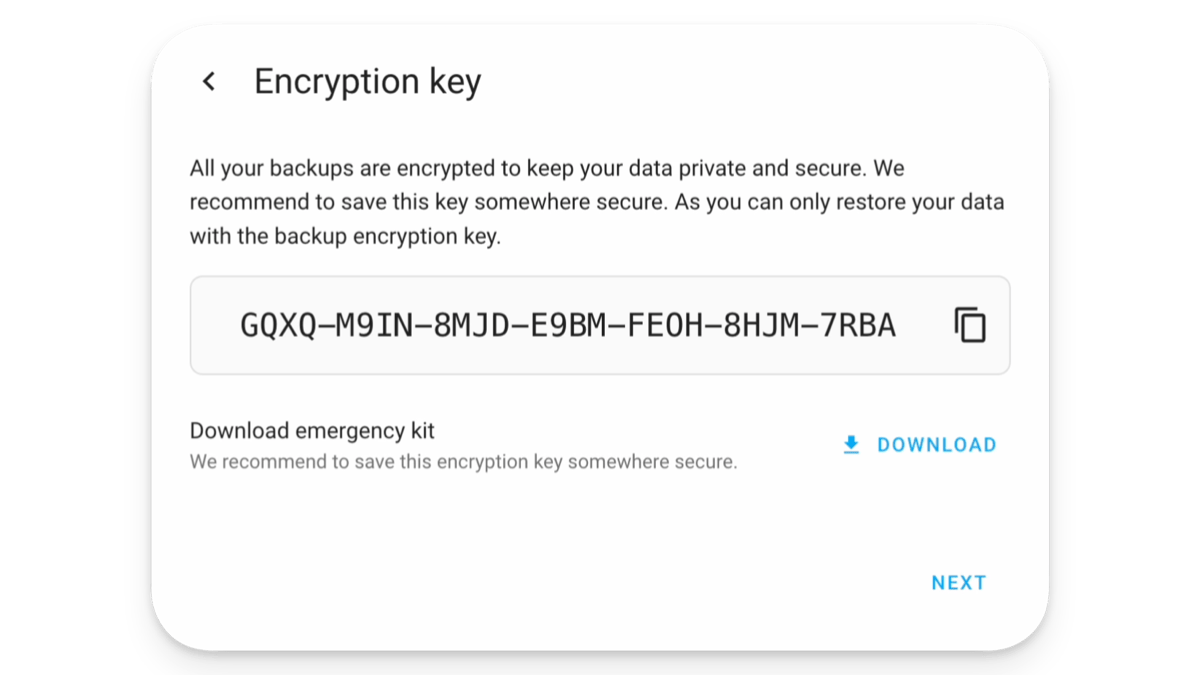 Encryption key
All your backups are encrypted to keep your data private and secure. We
recommend to save this key somewhere secure. As you can only restore your data
with the backup encryption key.
GQXQ–M9IN–8MJD–E9BM–FEOH–8HJM–7RBA
Download emergency kit
We recommend to save this encryption key somewhere secure.
DOWNLOAD
NEXT